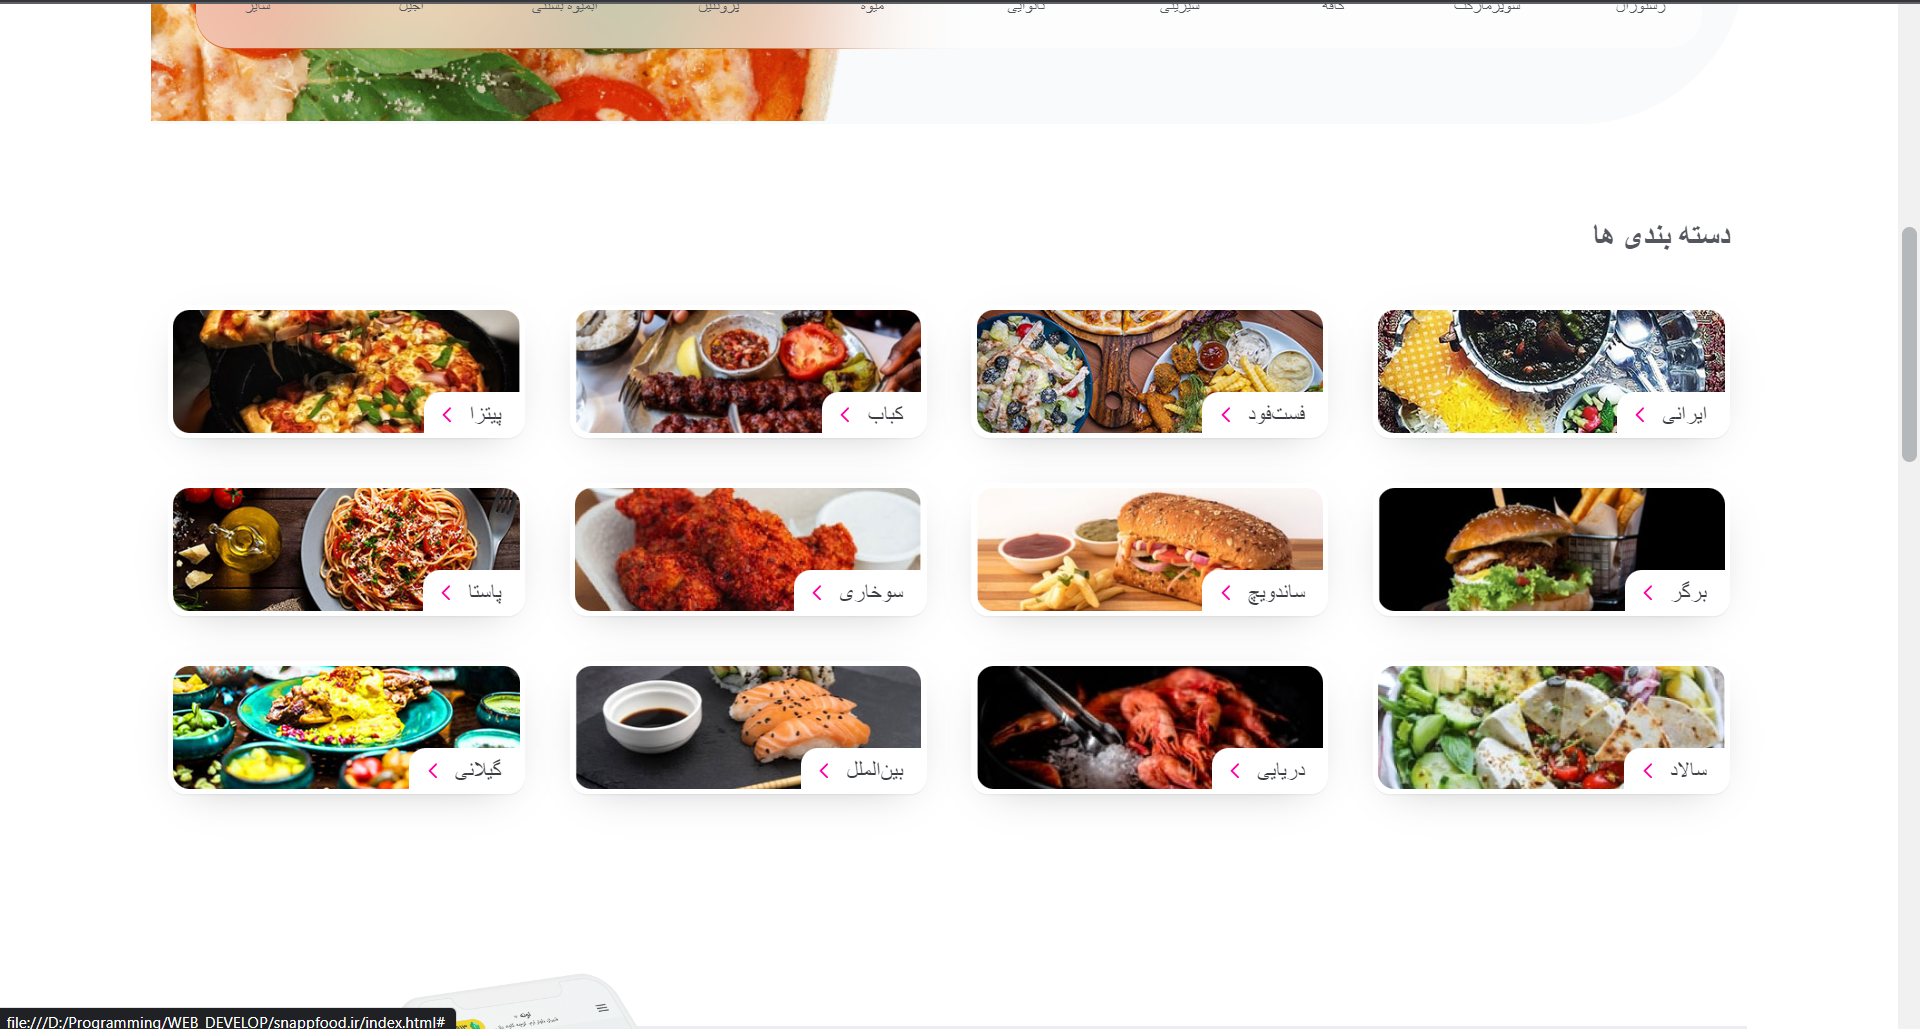 رستوران سوپرمارکت کافه شیرینی نانوایی میوه پروتئین آبمیوه بستنی آجیل سایر
دسته بندی ها
ایرانی فست‌فود کباب پیتزا
برگر ساندویچ سوخاری پاستا
سالاد دریایی بین‌الملل گیلانی
file:///D:/Programming/WEB_DEVELOP/snappfood.ir/index.html#